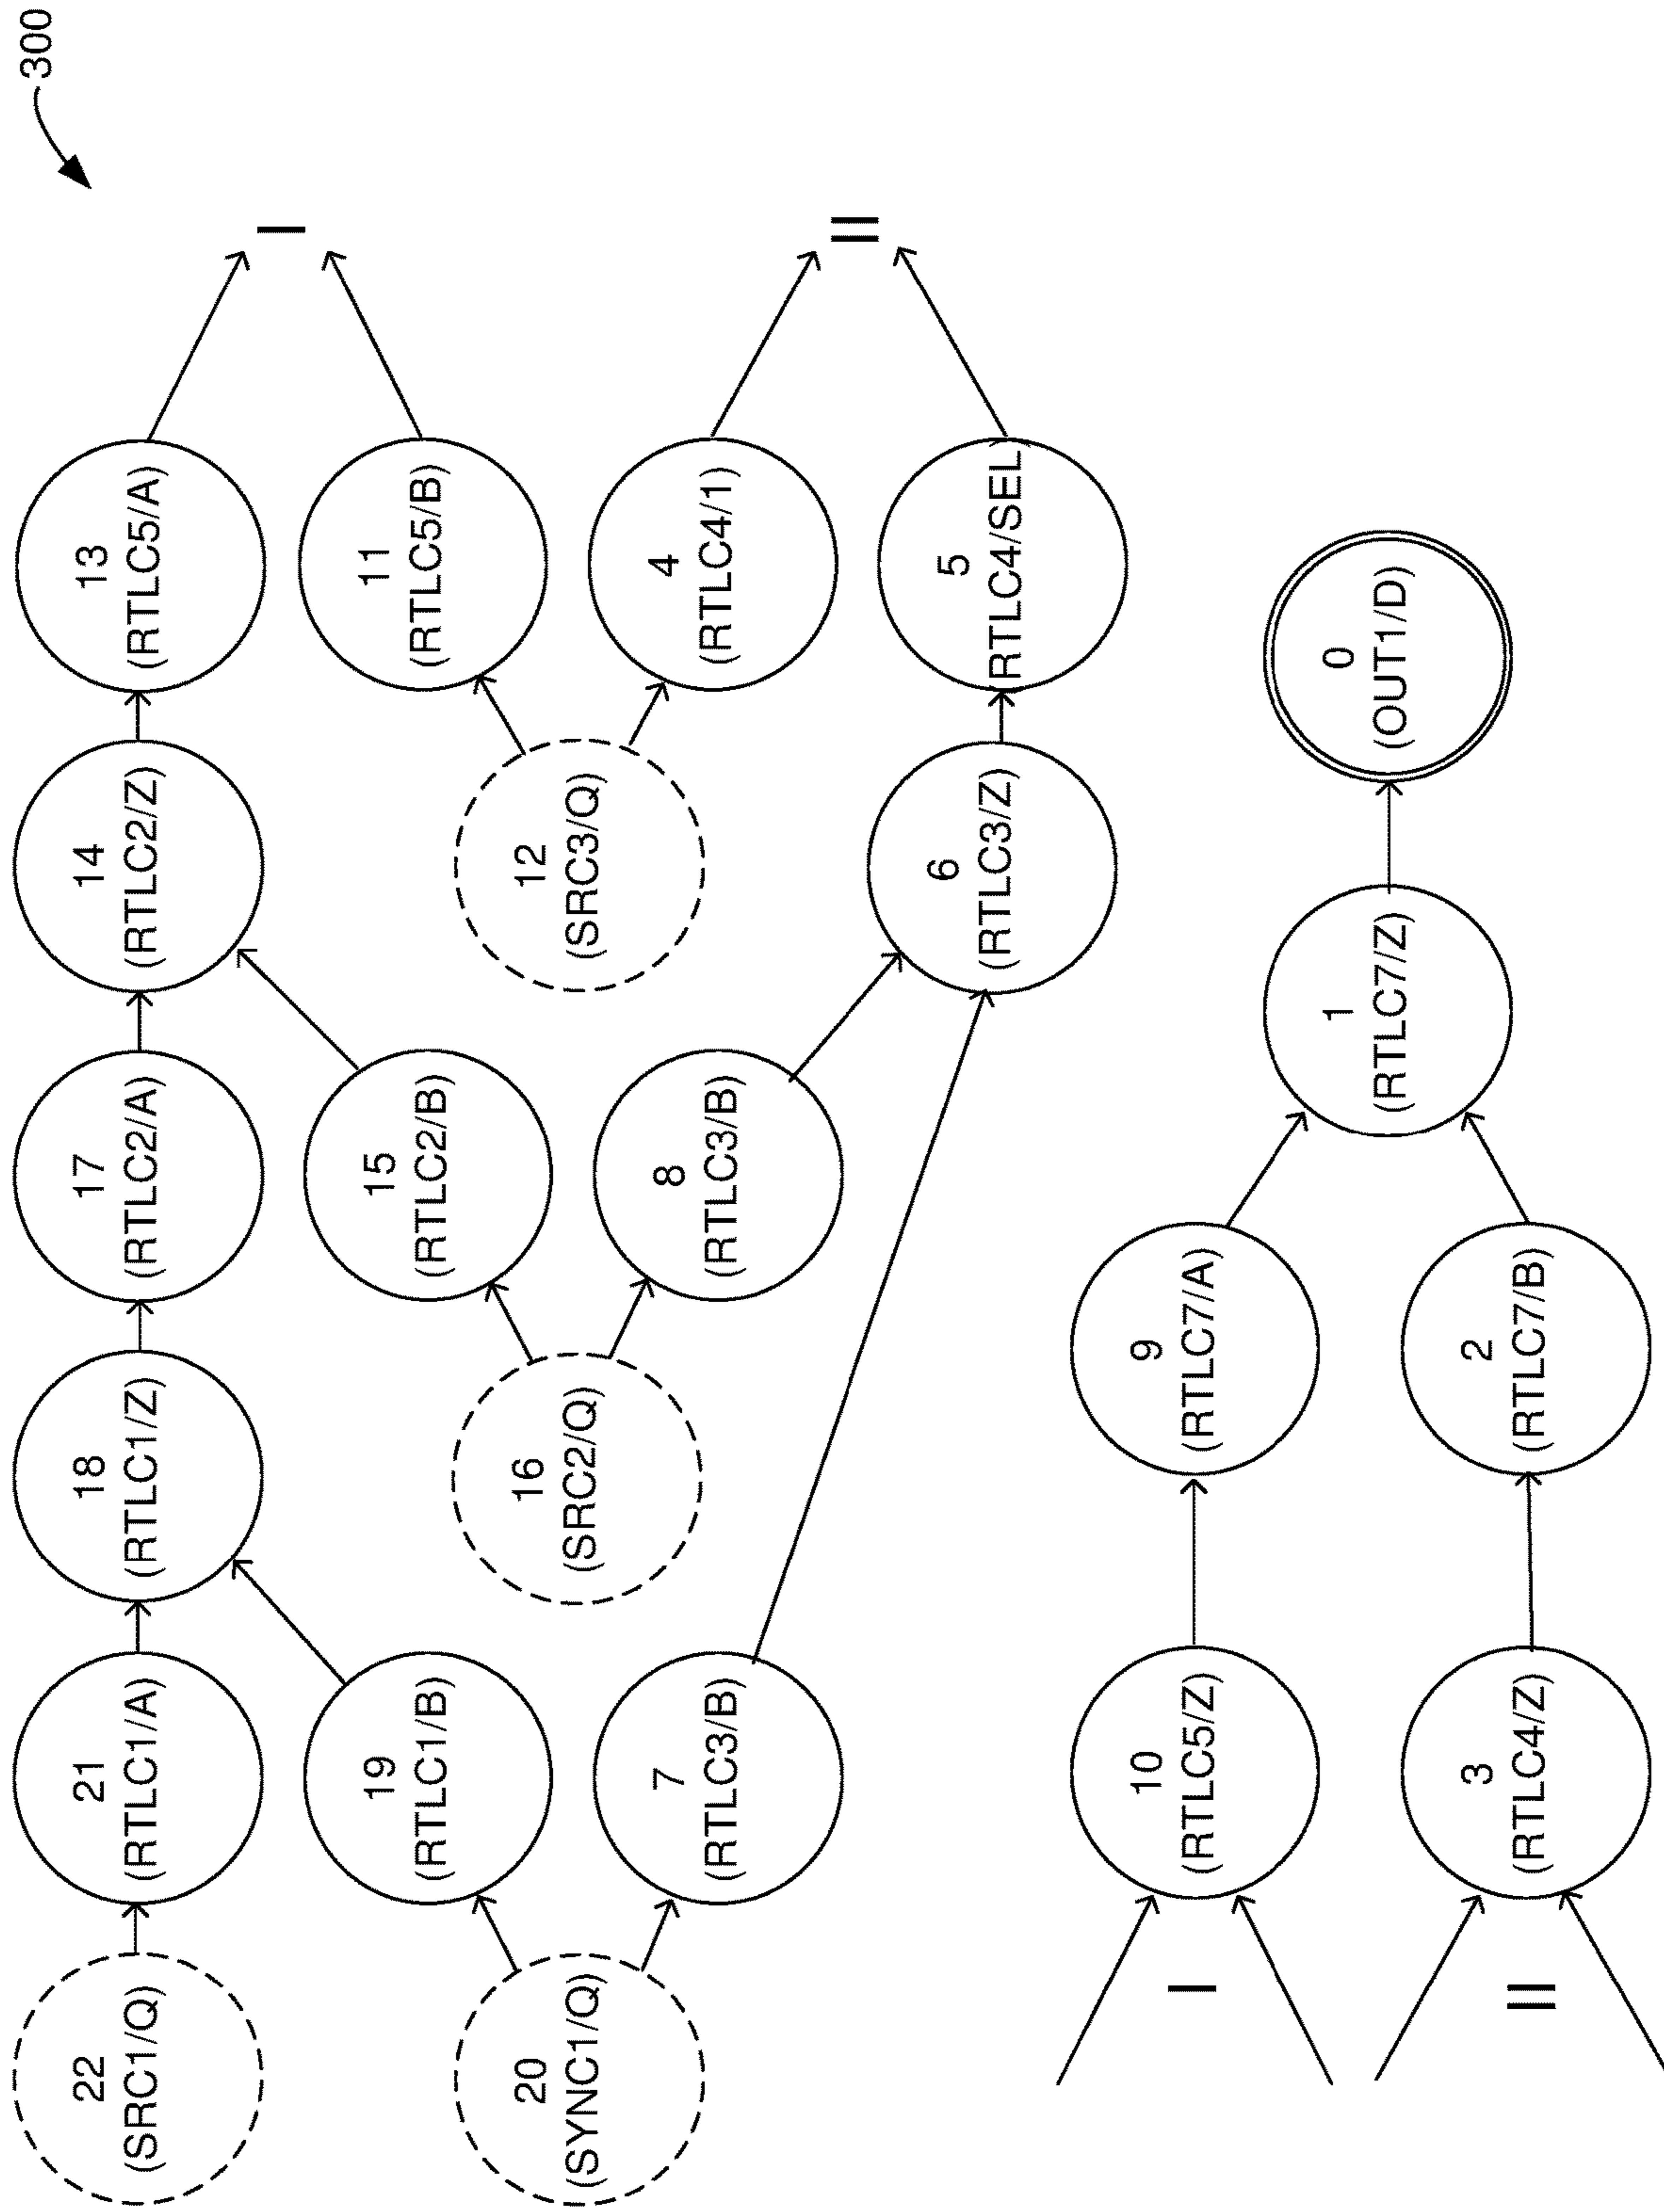 300
22
(SRC1/Q)
21
(RTLC1/A)
18
(RTLC1/Z)
17
(RTLC2/A)
14
(RTLC2/Z)
13
(RTLC5/A)
I
19
(RTLC1/B)
15
(RTLC2/B)
11
(RTLC5/B)
20
(SYNC1/Q)
16
(SRC2/Q)
12
(SRC3/Q)
7
(RTLC3/B)
8
(RTLC3/B)
4
(RTLC4/1)
II
6
(RTLC3/Z)
5
(RTLC4/SEL)
I
10
(RTLC5/Z)
9
(RTLC7/A)
1
(RTLC7/Z)
0
(OUT1/D)
II
3
(RTLC4/Z)
2
(RTLC7/B)